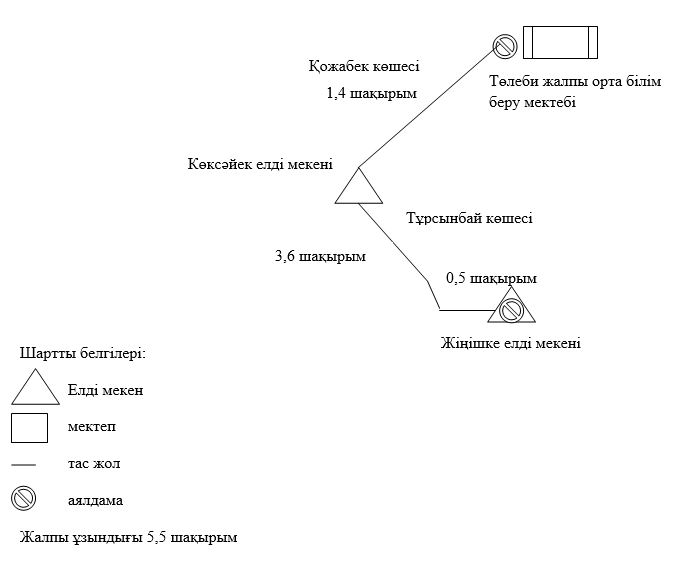 Қожабек көшесі
1,4 шақырым
Төлеби жалпы орта білім
беру мектебі
Көксәйек елді мекені
Тұрсынбай көшесі
3,6 шақырым
0,5 шақырым
Жіңішке елді мекені
Шартты белгілері:
Елді мекен
мектеп
тас жол
аялдама
Жалпы ұзындығы 5,5 шақырым